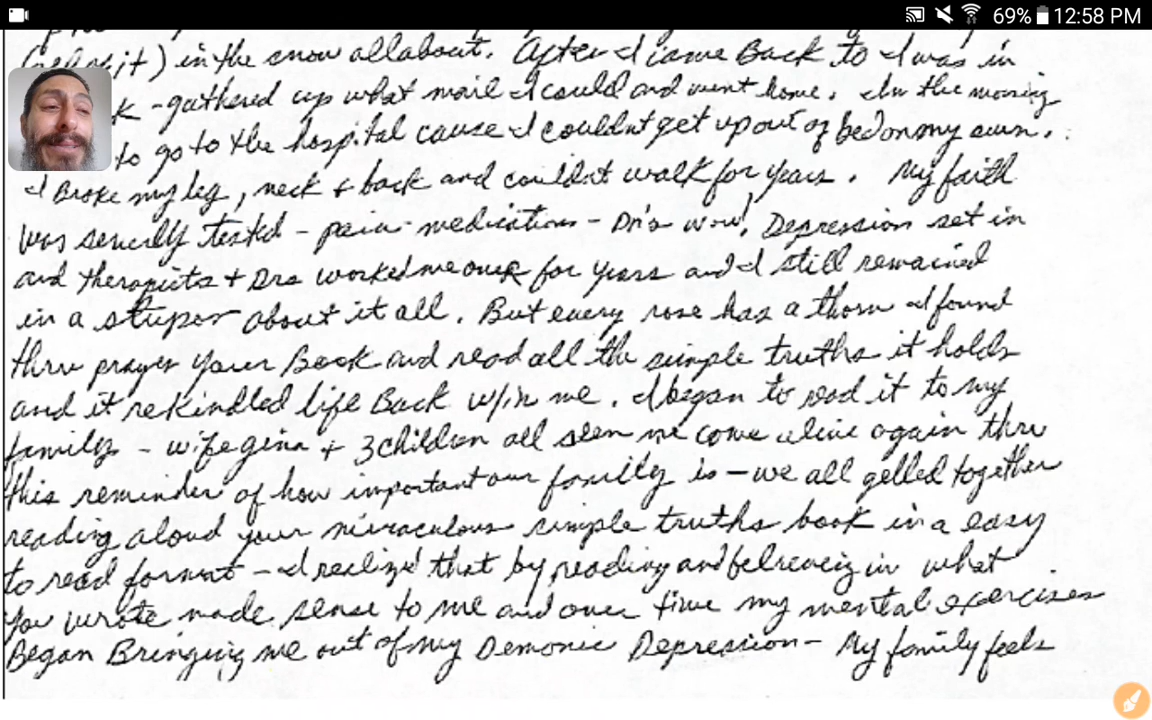 69% 12:58 PM
in the snow allabout. After I came Back to I was in
k - gathered up what mail I could and went home. In the morning
to go to the hospital cause I couldnt get up out of bed on my own.
I Broke my leg, neck + back and couldnt walk for years. My faith
was severlly tested - pain - medications - Dr's wow! Depression set in
and therapists + Drs worked me over for years and I still remained
in a stupor about it all. But every rose has a thorn I found
thru prayer your Book and read all the simple truths it holds
and it rekindled life Back w/in me. I began to read it to my
family - wife gina + 3 children all seen me come alive again thru
this reminder of how important our family is - we all gelled together
reading aloud your miraculous simple truths book in a easy
to read format - I realized that by reading and beleiveing in what
you wrote made sense to me and over time my mental exercises
Began Bringing me out of my Demonic Depression - My family feels